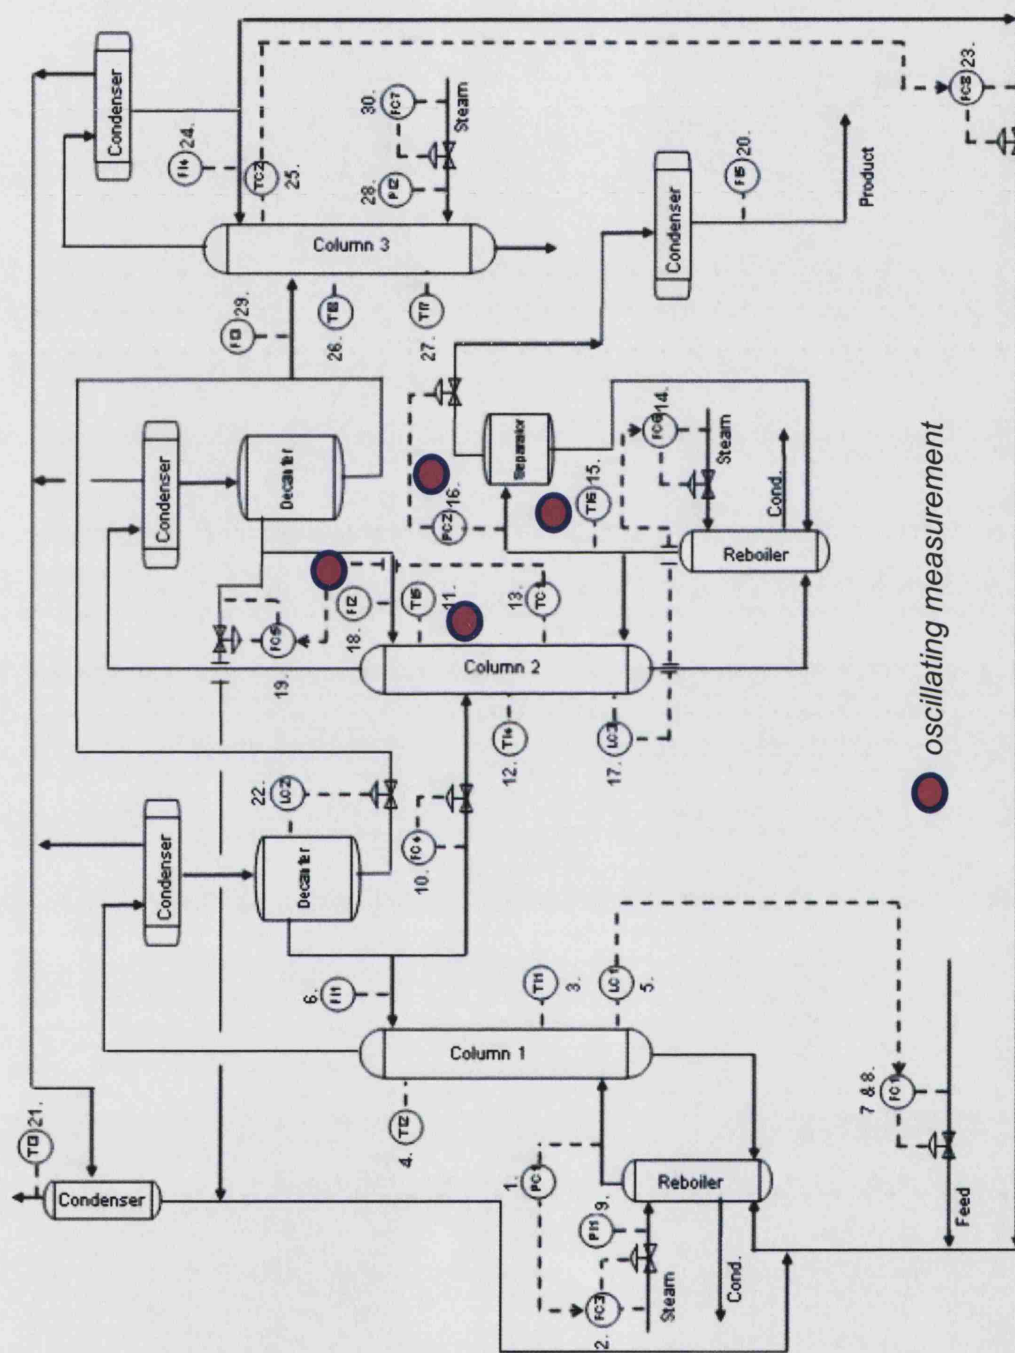 Condenser
FI4
24.
TC2
25.
30.
FC7
Steam
28.
PI2
Column 3
FC8
23.
Condenser
FI5
20.
Product
FI3
29.
26.
TI8
27.
TI7
Condenser
Decanter
Separator
FC6
14.
Steam
16.
PC2
15.
TI6
Cond.
Reboiler
18.
FI2
TI5
11.
13.
TC1
FC5
19.
Column 2
12.
TI4
17.
LC3
oscillating measurement
Condenser
22.
LC2
Decanter
10.
FC4
6.
FI1
TI1
3.
LC1
5.
Column 1
4.
TI2
7 & 8.
FC1
Feed
TI3
21.
Condenser
1.
PC1
9.
PI1
Reboiler
2.
FC3
Steam
Cond.